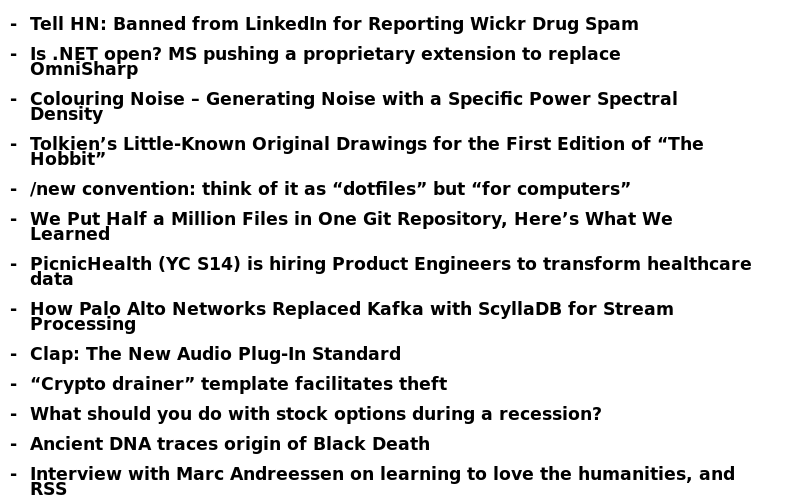 - Tell HN: Banned from LinkedIn for Reporting Wickr Drug Spam
- Is .NET open? MS pushing a proprietary extension to replace
OmniSharp
- Colouring Noise – Generating Noise with a Specific Power Spectral
Density
- Tolkien’s Little-Known Original Drawings for the First Edition of “The
Hobbit”
- /new convention: think of it as “dotfiles” but “for computers”
- We Put Half a Million Files in One Git Repository, Here’s What We
Learned
- PicnicHealth (YC S14) is hiring Product Engineers to transform healthcare
data
- How Palo Alto Networks Replaced Kafka with ScyllaDB for Stream
Processing
- Clap: The New Audio Plug-In Standard
- “Crypto drainer” template facilitates theft
- What should you do with stock options during a recession?
- Ancient DNA traces origin of Black Death
- Interview with Marc Andreessen on learning to love the humanities, and
RSS